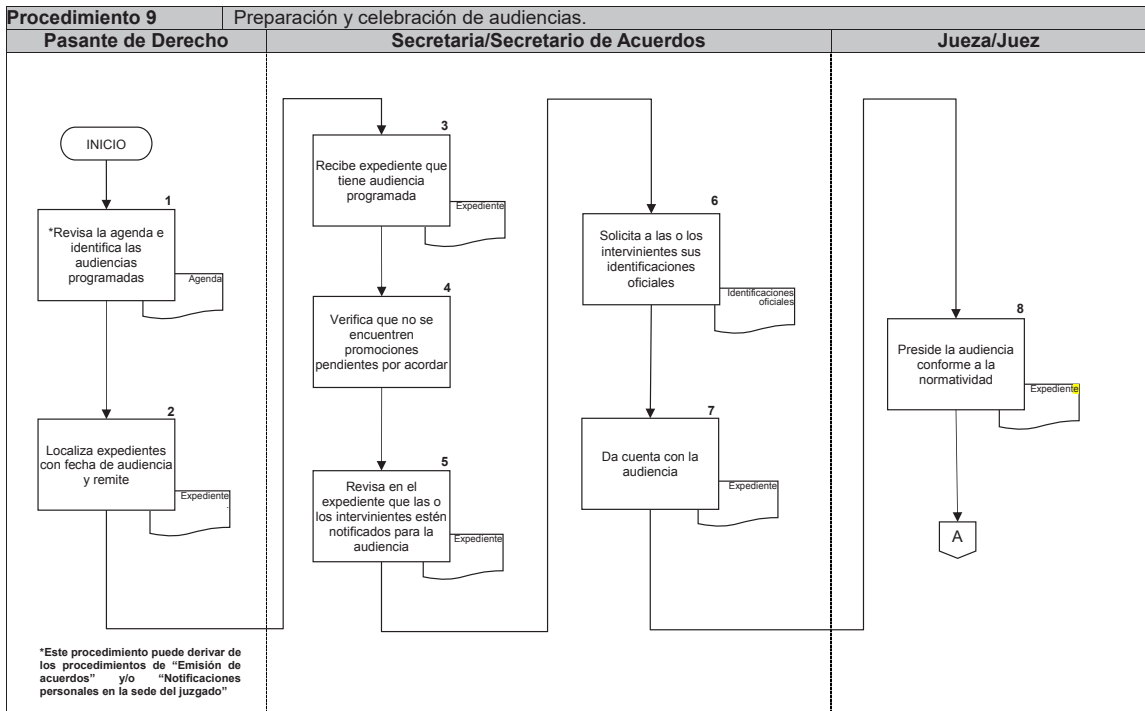 Procedimiento 9 Preparación y celebración de audiencias.
Pasante de Derecho Secretaria/Secretario de Acuerdos Jueza/Juez
INICIO
1
*Revisa la agenda e
identifica las
audiencias
programadas
Agenda
2
Localiza expedientes
con fecha de audiencia
y remite
Expediente
*Este procedimiento puede derivar de
los procedimientos de “Emisión de
acuerdos” y/o “Notificaciones
personales en la sede del juzgado”
3
Recibe expediente que
tiene audiencia
programada
Expediente
4
Verifica que no se
encuentren
promociones
pendientes por acordar
5
Revisa en el
expediente que las o
los intervinientes estén
notificados para la
audiencia
Expediente
6
Solicita a las o los
intervinientes sus
identificaciones
oficiales
Identificaciones
oficiales
7
Da cuenta con la
audiencia
Expediente
8
Preside la audiencia
conforme a la
normatividad
Expediente
A